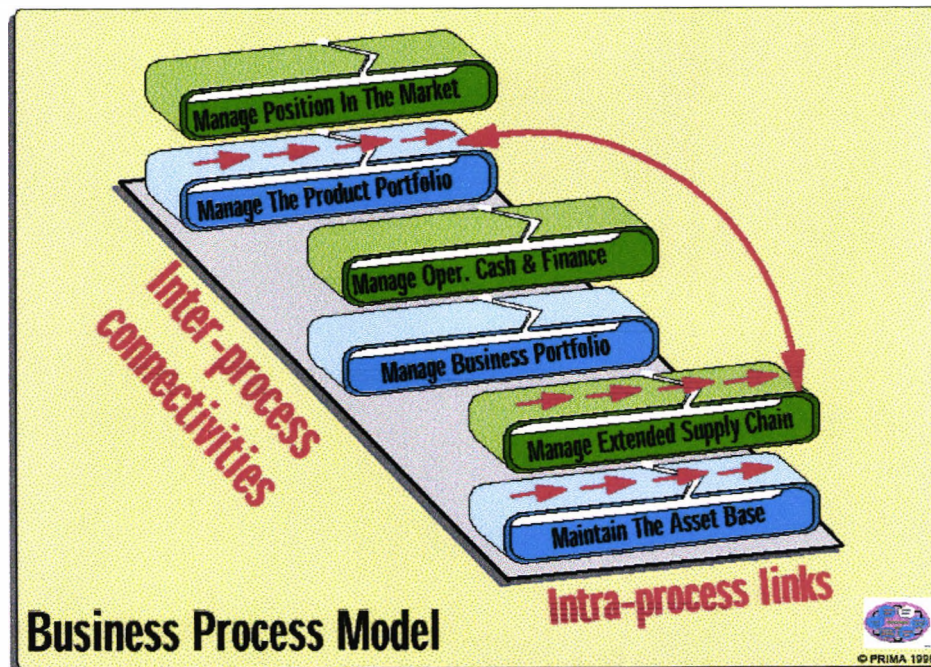 Manage Position In The Market
Manage The Product Portfolio
Manage Oper. Cash & Finance
Manage Business Portfolio
Manage Extended Supply Chain
Maintain The Asset Base
Inter-process
connectivities
Intra-process links
Business Process Model
© PRIMA